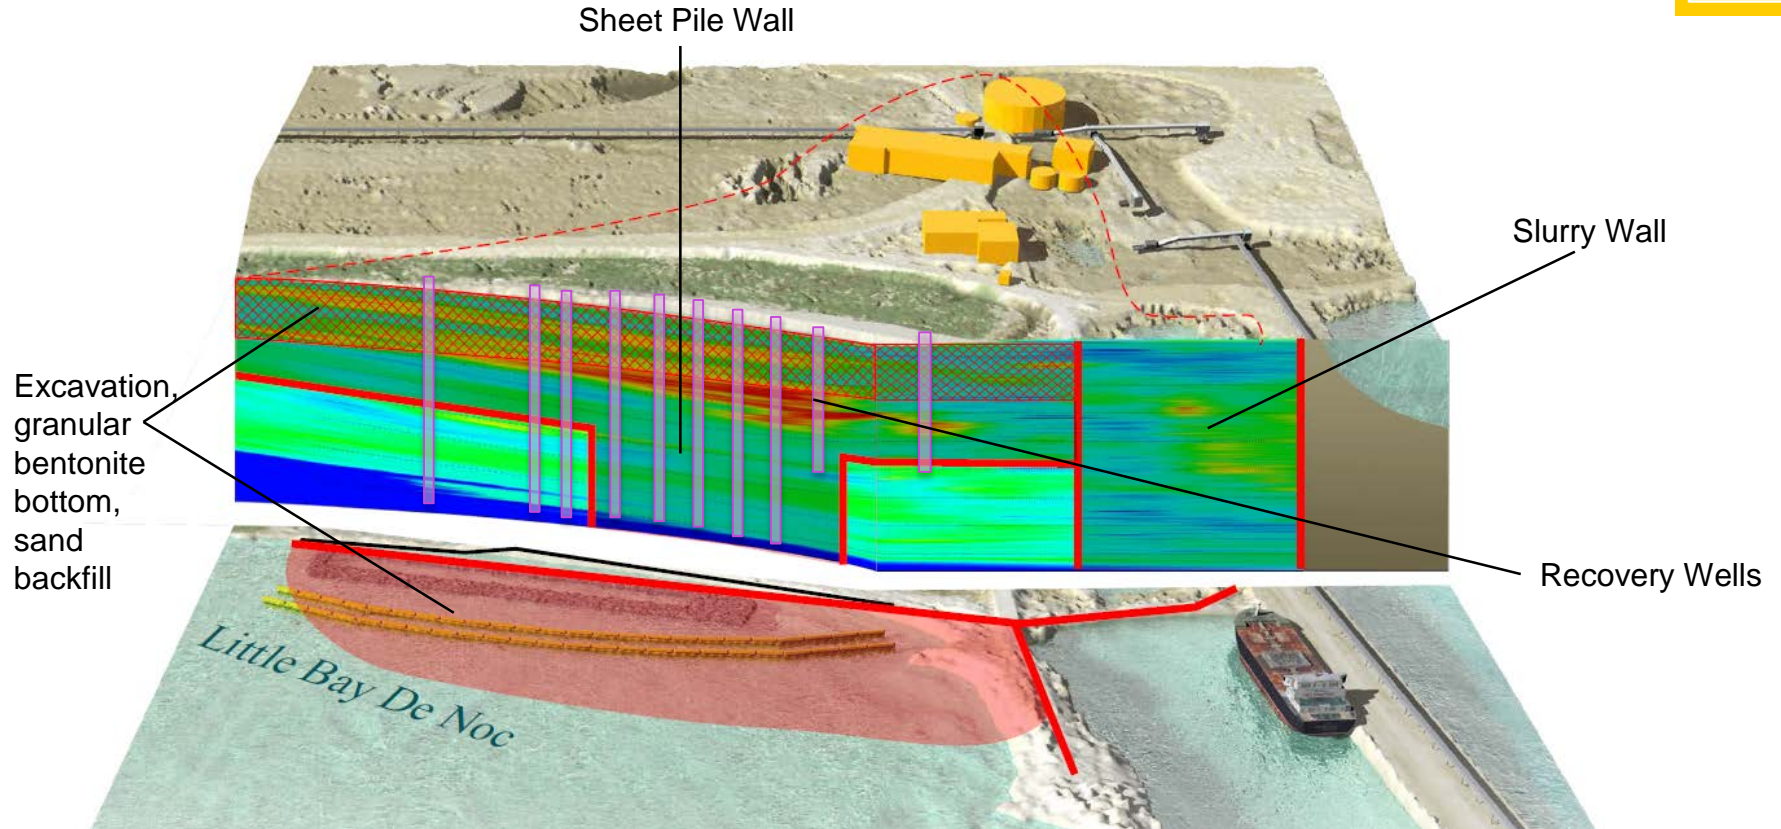 Sheet Pile Wall
Slurry Wall
Excavation,
granular
bentonite
bottom,
sand
backfill
Recovery Wells
Little Bay De Noc